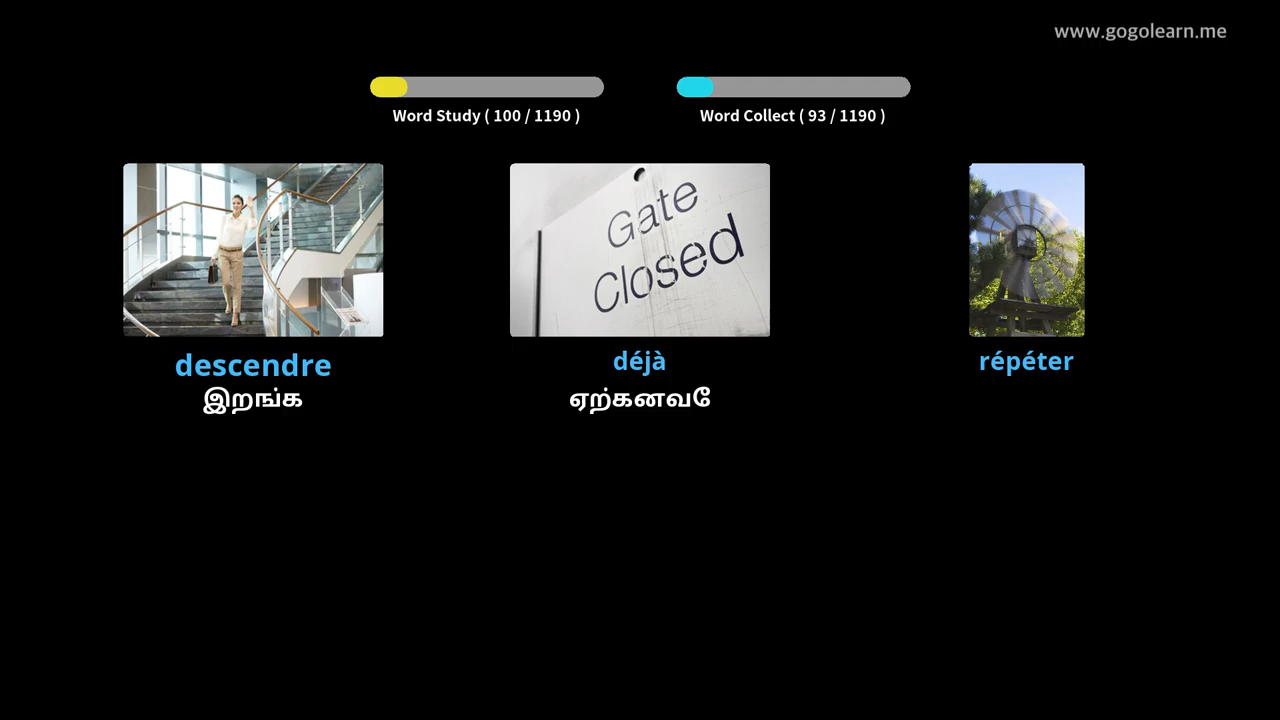 www.gogolearn.me
Word Study ( 100 / 1190 )
Word Collect ( 93 / 1190 )
Gate
Closed
descendre
இறங்க
déjà
ஏற்கனவே
répéter